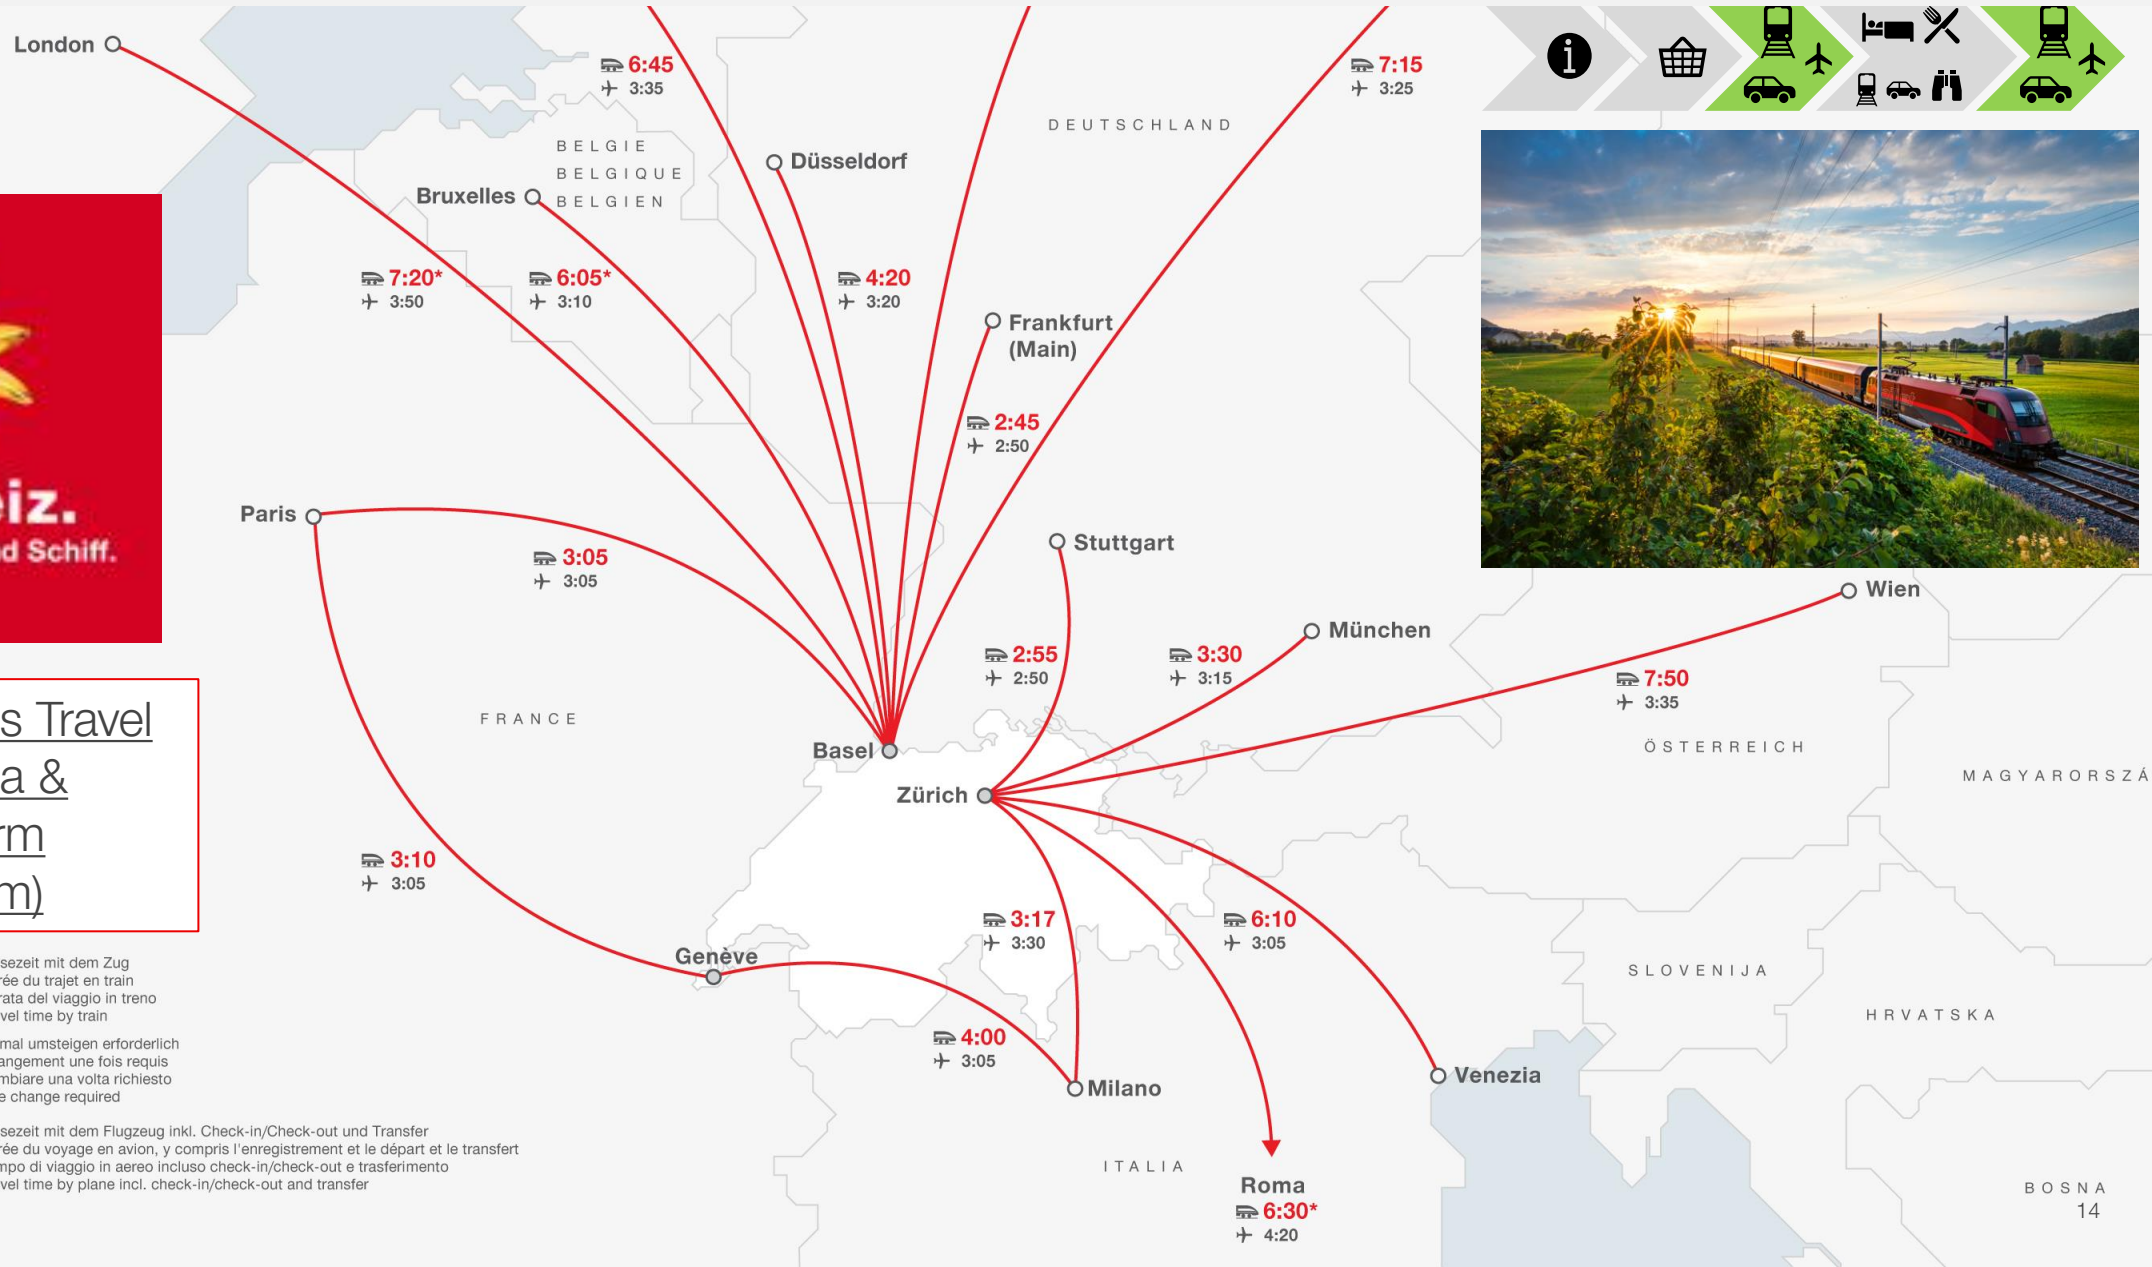 London
6:45
3:35
7:15
3:25
DEUTSCHLAND
BELGIE
BELGIQUE
BELGIEN
Düsseldorf
Bruxelles
7:20*
3:50
6:05*
3:10
4:20
3:20
Frankfurt
(Main)
2:45
2:50
eiz.
d Schiff.
Paris
3:05
3:05
Stuttgart
Wien
München
2:55
2:50
3:30
3:15
7:50
3:35
s Travel
a &
rm
m)
FRANCE
Basel
Zürich
ÖSTERREICH
MAGYARORSZÁ
3:10
3:05
3:17
3:30
6:10
3:05
Genève
sezeit mit dem Zug
rée du trajet en train
rata del viaggio in treno
vel time by train
SLOVENIJA
HRVATSKA
mal umsteigen erforderlich
angement une fois requis
mbiare una volta richiesto
e change required
4:00
3:05
Milano
Venezia
sezeit mit dem Flugzeug inkl. Check-in/Check-out und Transfer
rée du voyage en avion, y compris l'enregistrement et le départ et le transfert
mpo di viaggio in aereo incluso check-in/check-out e trasferimento
vel time by plane incl. check-in/check-out and transfer
ITALIA
Roma
6:30*
4:20
BOSNA
14